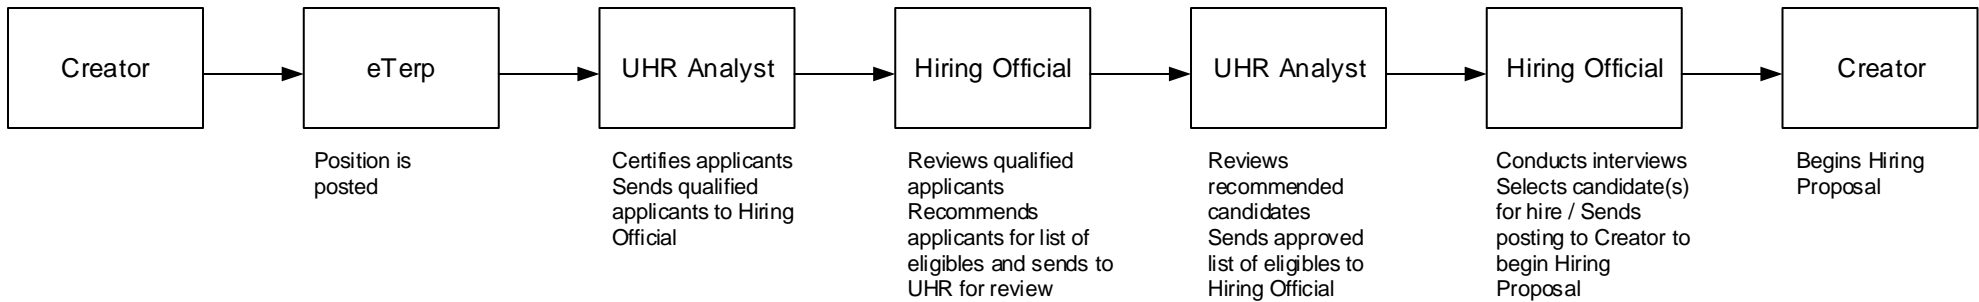 Creator
eTerp
UHR Analyst
Hiring Official
UHR Analyst
Hiring Official
Creator
Position is
posted
Certifies applicants
Sends qualified
applicants to Hiring
Official
Reviews qualified
applicants
Recommends
applicants for list of
eligibles and sends to
UHR for review
Reviews
recommended
candidates
Sends approved
list of eligibles to
Hiring Official
Conducts interviews
Selects candidate(s)
for hire / Sends
posting to Creator to
begin Hiring
Proposal
Begins Hiring
Proposal